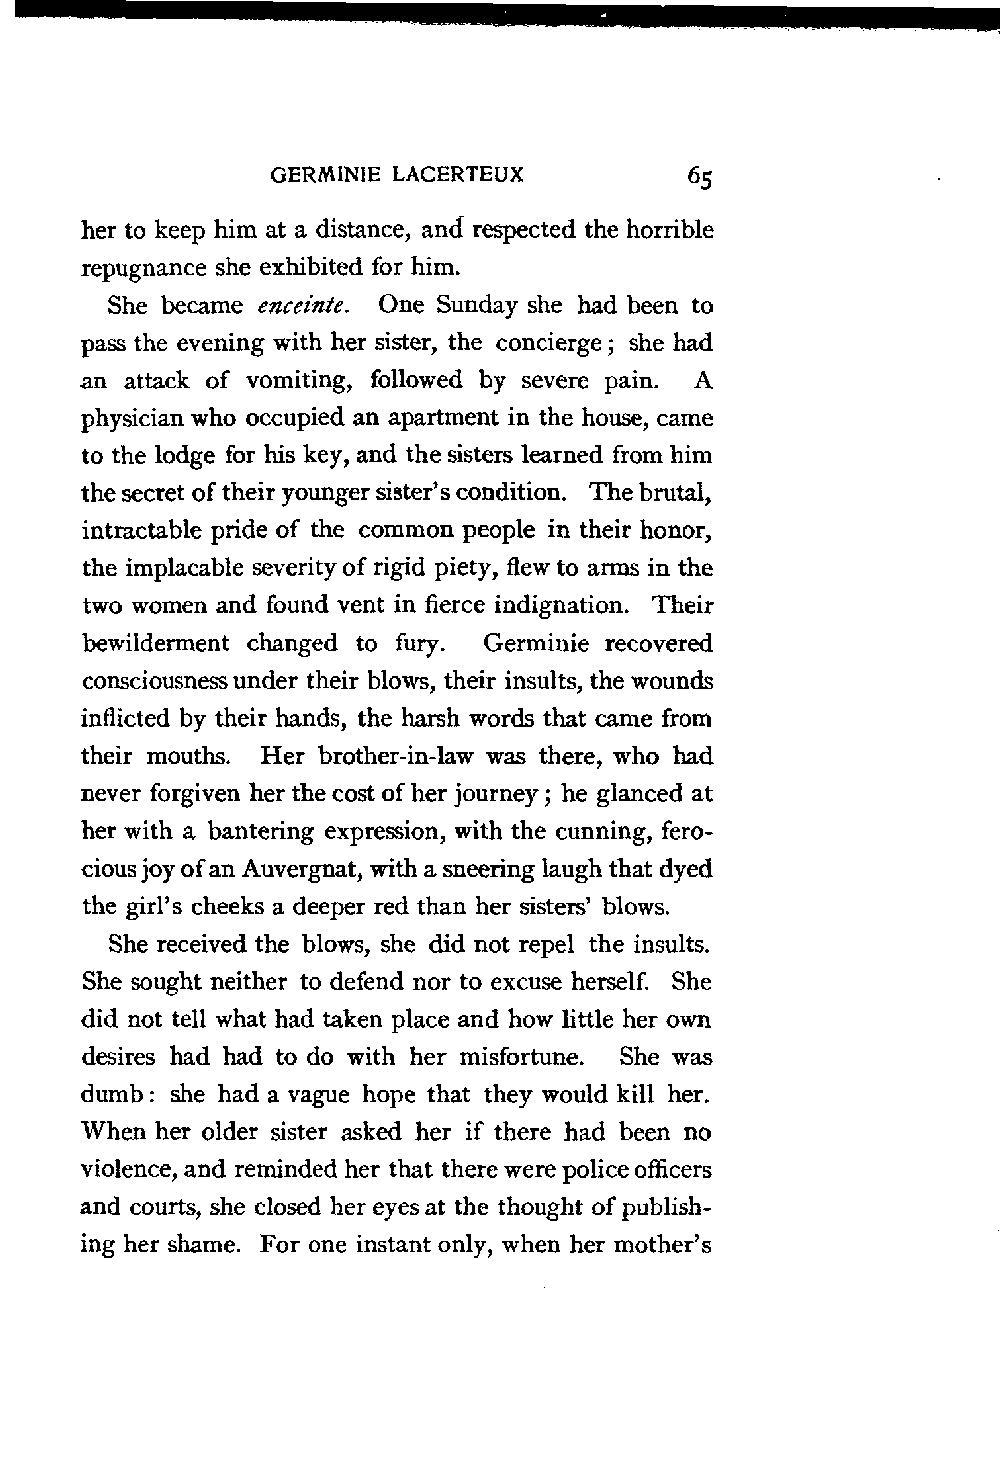 GERMINIE LACERTEUX 65
her to keep him at a distance, and respected the horrible
repugnance she exhibited for him.
She became enceinte. One Sunday she had been to
pass the evening with her sister, the concierge; she had
an attack of vomiting, followed by severe pain. A
physician who occupied an apartment in the house, came
to the lodge for his key, and the sisters learned from him
the secret of their younger sister's condition. The brutal,
intractable pride of the common people in their honor,
the implacable severity of rigid piety, flew to arms in the
two women and found vent in fierce indignation. Their
bewilderment changed to fury. Germinie recovered
consciousness under their blows, their insults, the wounds
inflicted by their hands, the harsh words that came from
their mouths. Her brother-in-law was there, who had
never forgiven her the cost of her journey; he glanced at
her with a bantering expression, with the cunning, fero-
cious joy of an Auvergnat, with a sneering laugh that dyed
the girl's cheeks a deeper red than her sisters' blows.
She received the blows, she did not repel the insults.
She sought neither to defend nor to excuse herself. She
did not tell what had taken place and how little her own
desires had had to do with her misfortune. She was
dumb: she had a vague hope that they would kill her.
When her older sister asked her if there had been no
violence, and reminded her that there were police officers
and courts, she closed her eyes at the thought of publish-
ing her shame. For one instant only, when her mother's